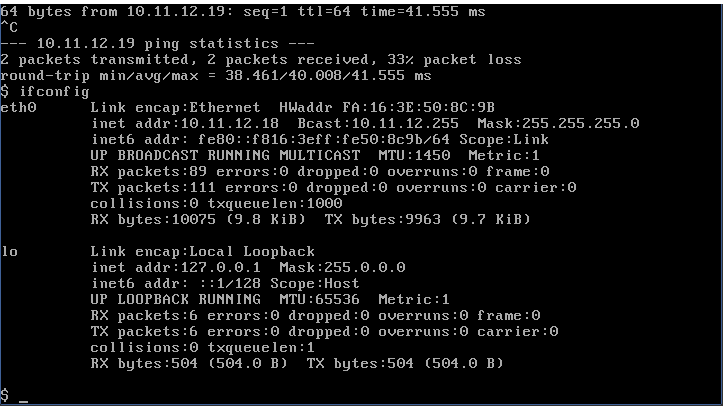 64 bytes from 10.11.12.19: seq=1 ttl=64 time=41.555 ms
^C
--- 10.11.12.19 ping statistics ---
2 packets transmitted, 2 packets received, 33% packet loss
round-trip min/avg/max = 38.461/40.008/41.555 ms
$ ifconfig
eth0      Link encap:Ethernet  HWaddr FA:16:3E:50:8C:9B
          inet addr:10.11.12.18  Bcast:10.11.12.255  Mask:255.255.255.0
          inet6 addr: fe80::f816:3eff:fe50:8c9b/64 Scope:Link
          UP BROADCAST RUNNING MULTICAST  MTU:1450  Metric:1
          RX packets:89 errors:0 dropped:0 overruns:0 frame:0
          TX packets:111 errors:0 dropped:0 overruns:0 carrier:0
          collisions:0 txqueuelen:1000
          RX bytes:10075 (9.8 KiB)  TX bytes:9963 (9.7 KiB)
lo        Link encap:Local Loopback
          inet addr:127.0.0.1  Mask:255.0.0.0
          inet6 addr: ::1/128 Scope:Host
          UP LOOPBACK RUNNING  MTU:65536  Metric:1
          RX packets:6 errors:0 dropped:0 overruns:0 frame:0
          TX packets:6 errors:0 dropped:0 overruns:0 carrier:0
          collisions:0 txqueuelen:1
          RX bytes:504 (504.0 B)  TX bytes:504 (504.0 B)
$ _